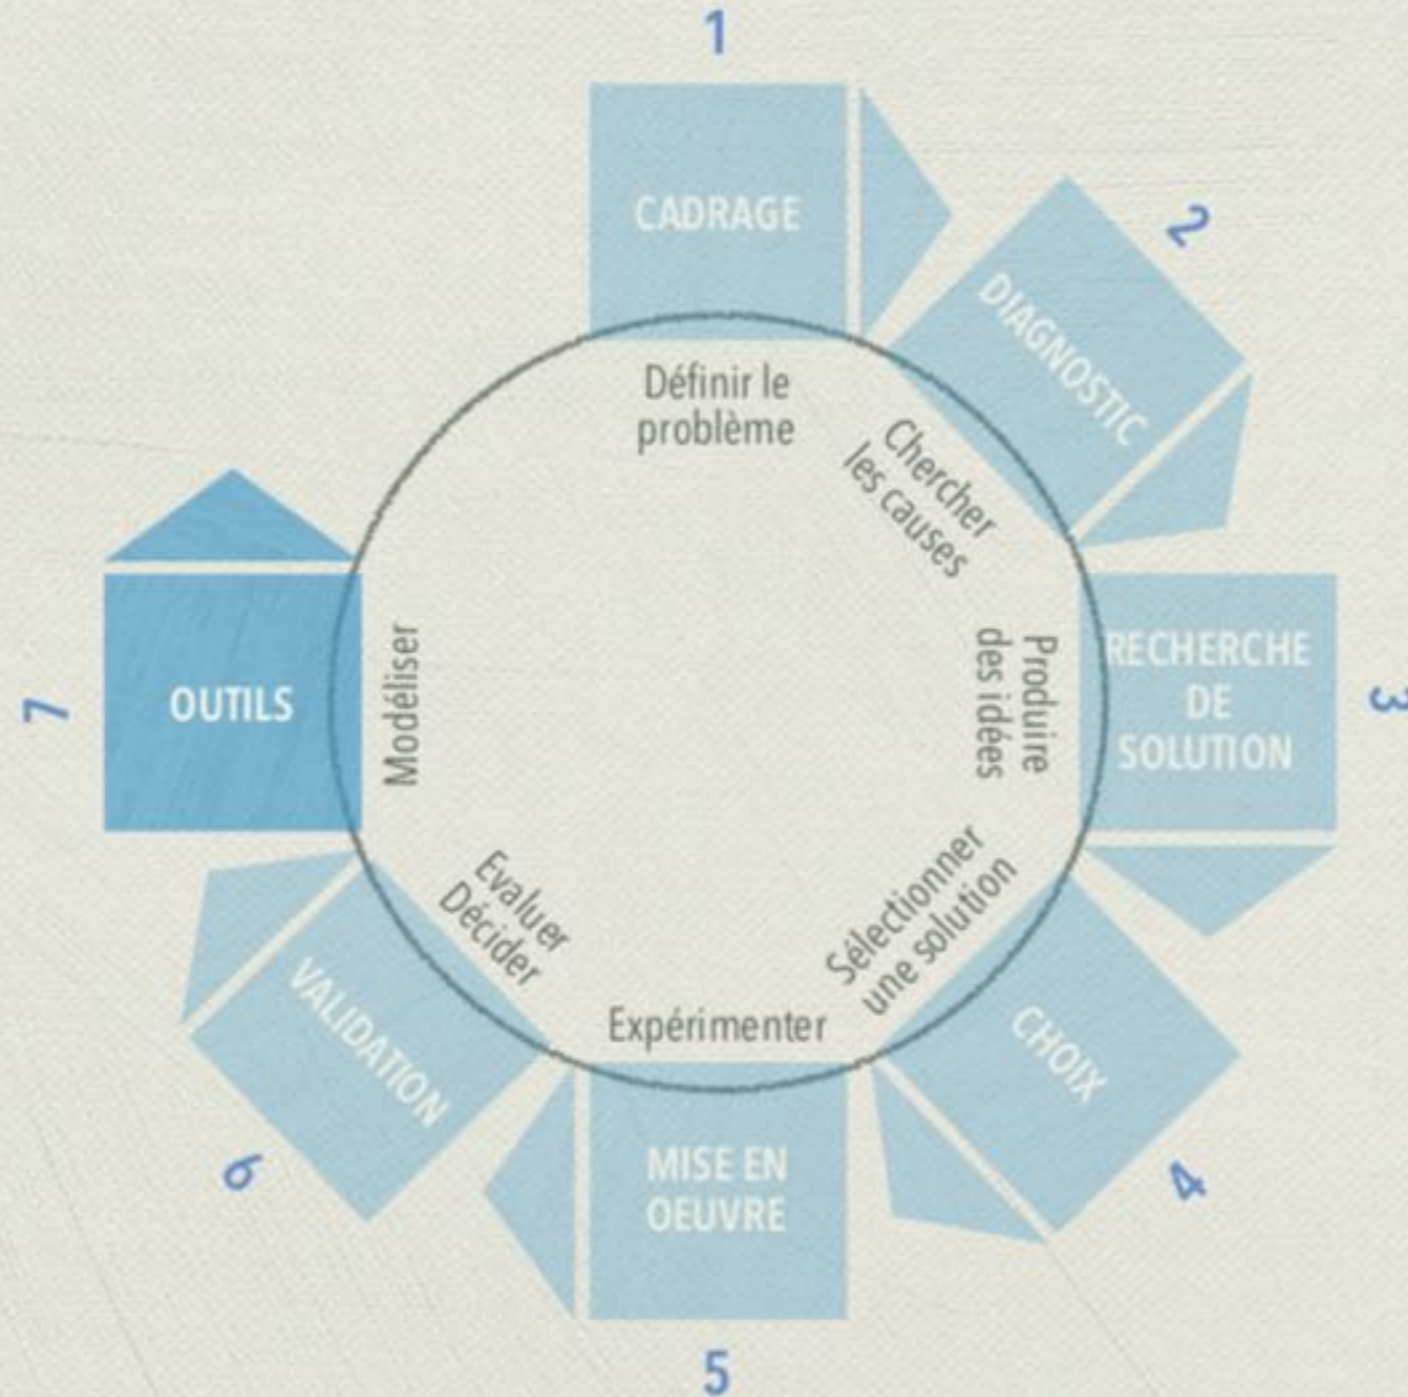 1
CADRAGE
Définir le
problème
2
DIAGNOSTIC
Chercher
les causes
3
RECHERCHE
DE
SOLUTION
Produire
des idées
4
CHOIX
Sélectionner
une solution
5
MISE EN
OEUVRE
Expérimenter
6
VALIDATION
Evaluer
Décider
7
OUTILS
Modéliser